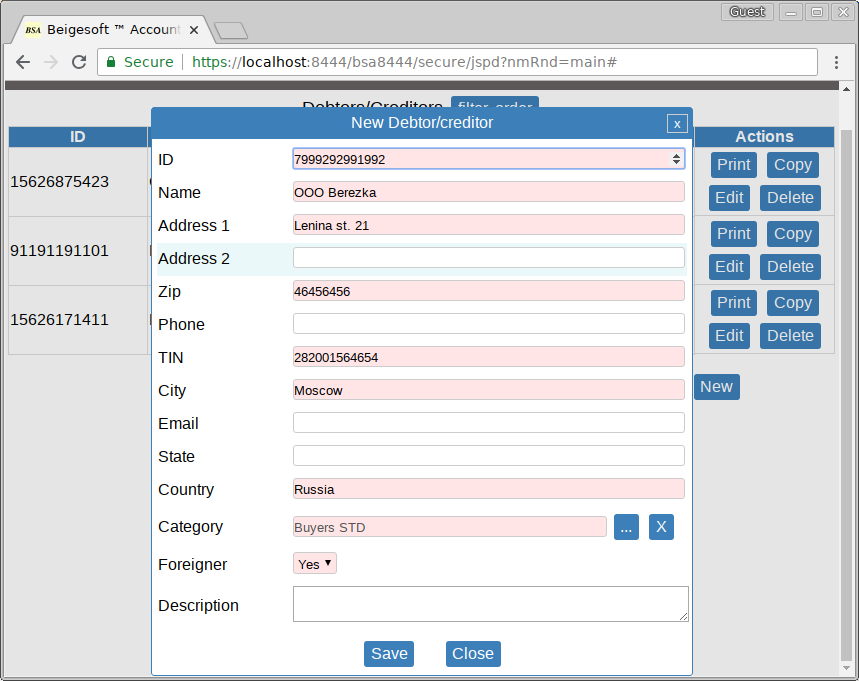 Guest
BSA Beigesoft ™ Account
Secure https://localhost:8444/bsa8444/secure/jspd?nmRnd=main#
Debtors/Creditors filter-order
New Debtor/creditor x
ID Actions
15626875423 Print Copy
Edit Delete
91191191101 Print Copy
Edit Delete
15626171411 Print Copy
Edit Delete
New
ID 7999292991992
Name OOO Berezka
Address 1 Lenina st. 21
Address 2
Zip 46456456
Phone
TIN 282001564654
City Moscow
Email
State
Country Russia
Category Buyers STD ... X
Foreigner Yes
Description
Save Close